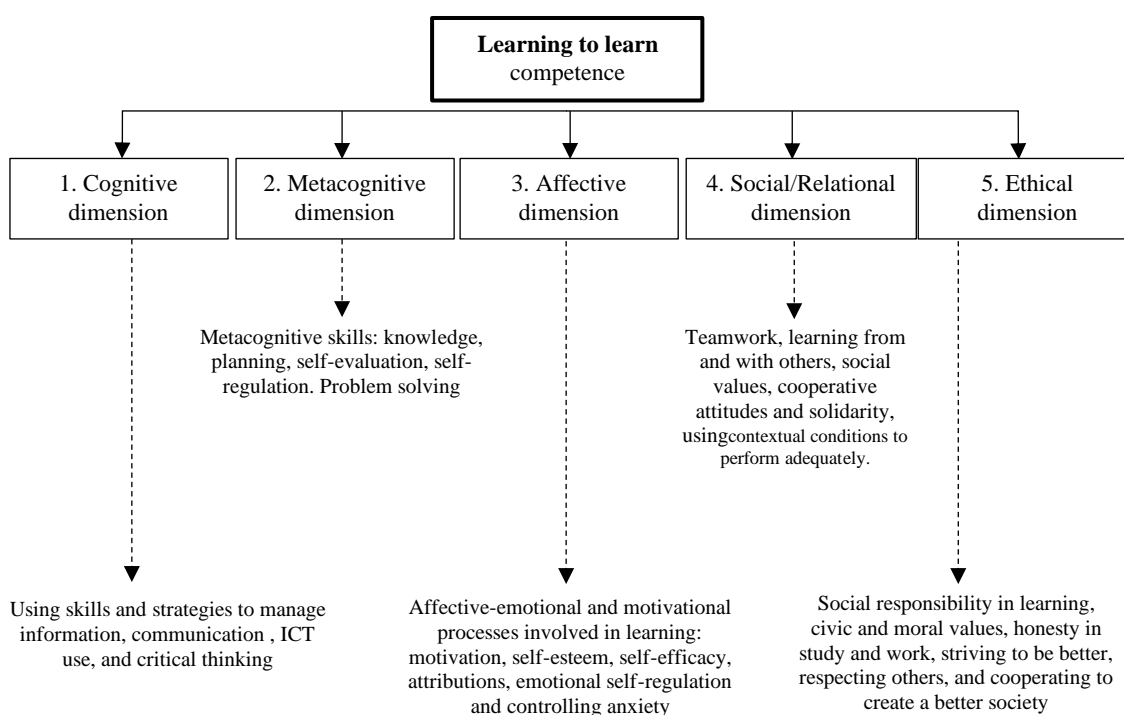 Learning to learn
competence
1. Cognitive
dimension
2. Metacognitive
dimension
3. Affective
dimension
4. Social/Relational
dimension
5. Ethical
dimension
Metacognitive skills: knowledge,
planning, self-evaluation, self-
regulation. Problem solving
Teamwork, learning from
and with others, social
values, cooperative
attitudes and solidarity,
usingcontextual conditions to
perform adequately.
Using skills and strategies to manage
information, communication , ICT
use, and critical thinking
Affective-emotional and motivational
processes involved in learning:
motivation, self-esteem, self-efficacy,
attributions, emotional self-regulation
and controlling anxiety
Social responsibility in learning,
civic and moral values, honesty in
study and work, striving to be better,
respecting others, and cooperating to
create a better society